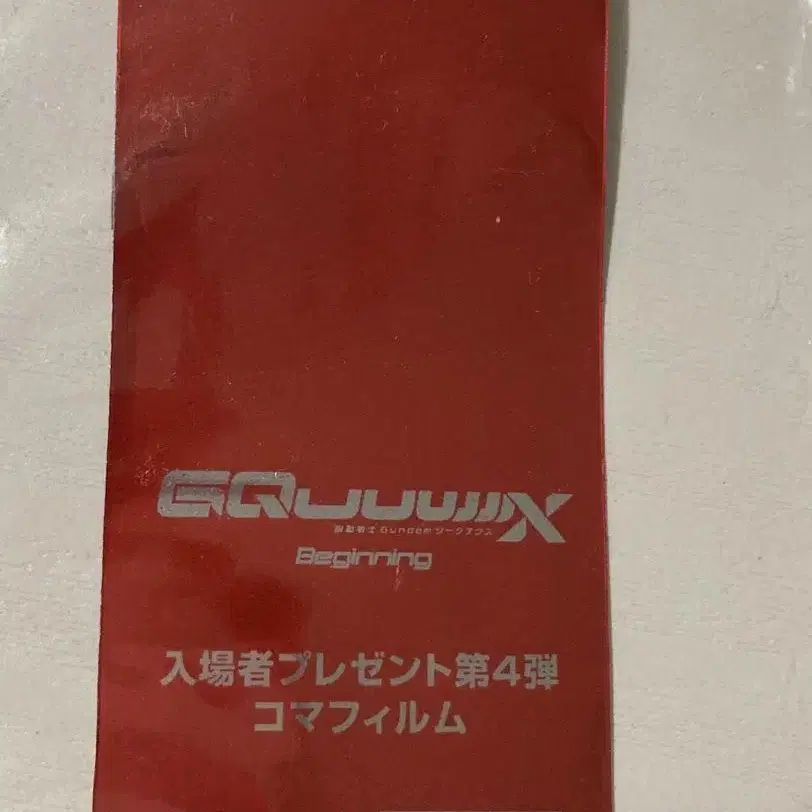 GQuuuuuuX
機動戦士Gundamジークアクス
Beginning
入場者プレゼント第4弾
コマフィルム